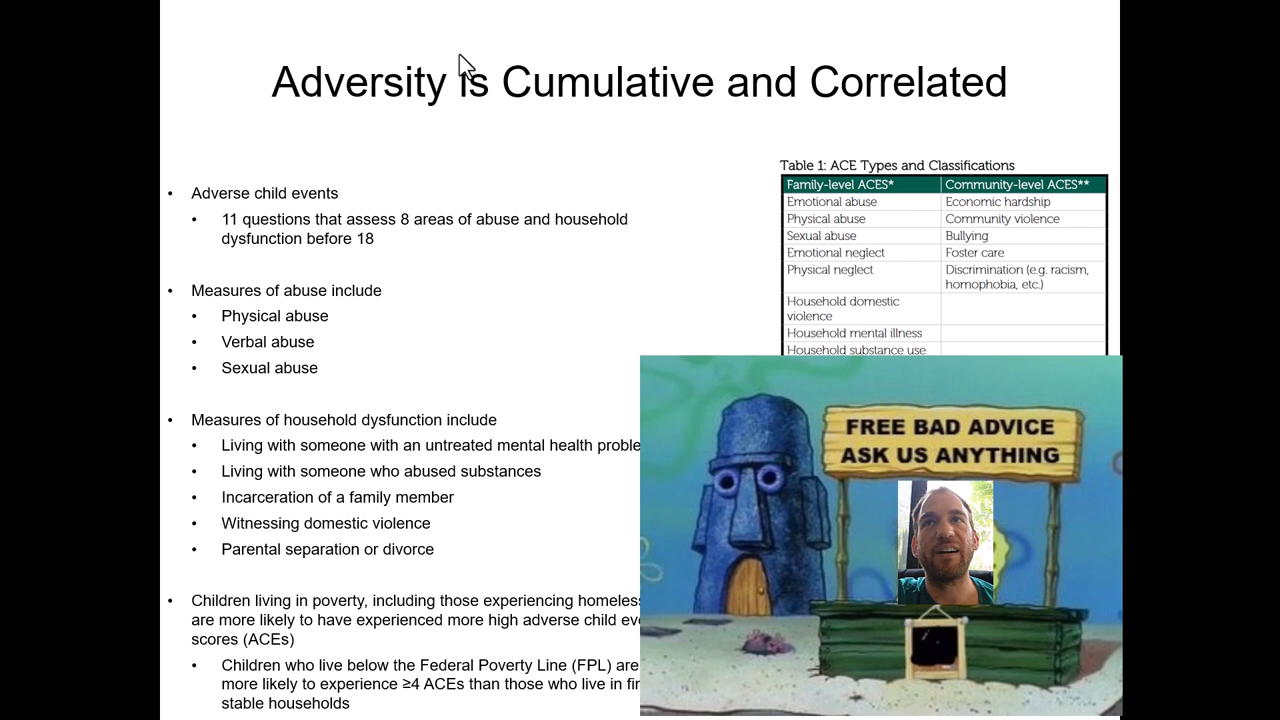 Adversity is Cumulative and Correlated
• Adverse child events
• 11 questions that assess 8 areas of abuse and household
dysfunction before 18
• Measures of abuse include
• Physical abuse
• Verbal abuse
• Sexual abuse
• Measures of household dysfunction include
• Living with someone with an untreated mental health
• Living with someone who abused substances
• Incarceration of a family member
• Witnessing domestic violence
• Parental separation or divorce
• Children living in poverty, including those experiencing
are more likely to have experienced more high adverse child
scores (ACEs)
• Children who live below the Federal Poverty Line (FPL) are
more likely to experience ≥4 ACEs than those who live in
stable households
Table 1: ACE Types and Classifications
Family-level ACES* Community-level ACES**
Emotional abuse Economic hardship
Physical abuse Community violence
Sexual abuse Bullying
Emotional neglect Foster care
Physical neglect Discrimination (e.g. racism,
homophobia, etc.)
Household domestic
violence
Household mental illness
Household substance use
FREE BAD ADVICE
ASK US ANYTHING